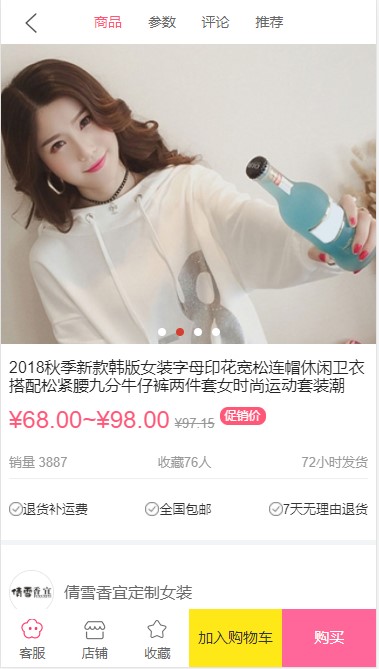 商品 参数 评论 推荐
2018秋季新款韩版女装字母印花宽松连帽休闲卫衣
搭配松紧腰九分牛仔裤两件套女时尚运动套装潮
¥68.00~¥98.00 ¥97.15 促销价
销量 3887 收藏76人 72小时发货
退货补运费 全国包邮 7天无理由退货
倩雪香宜 倩雪香宜定制女装
客服 店铺 收藏 加入购物车 购买